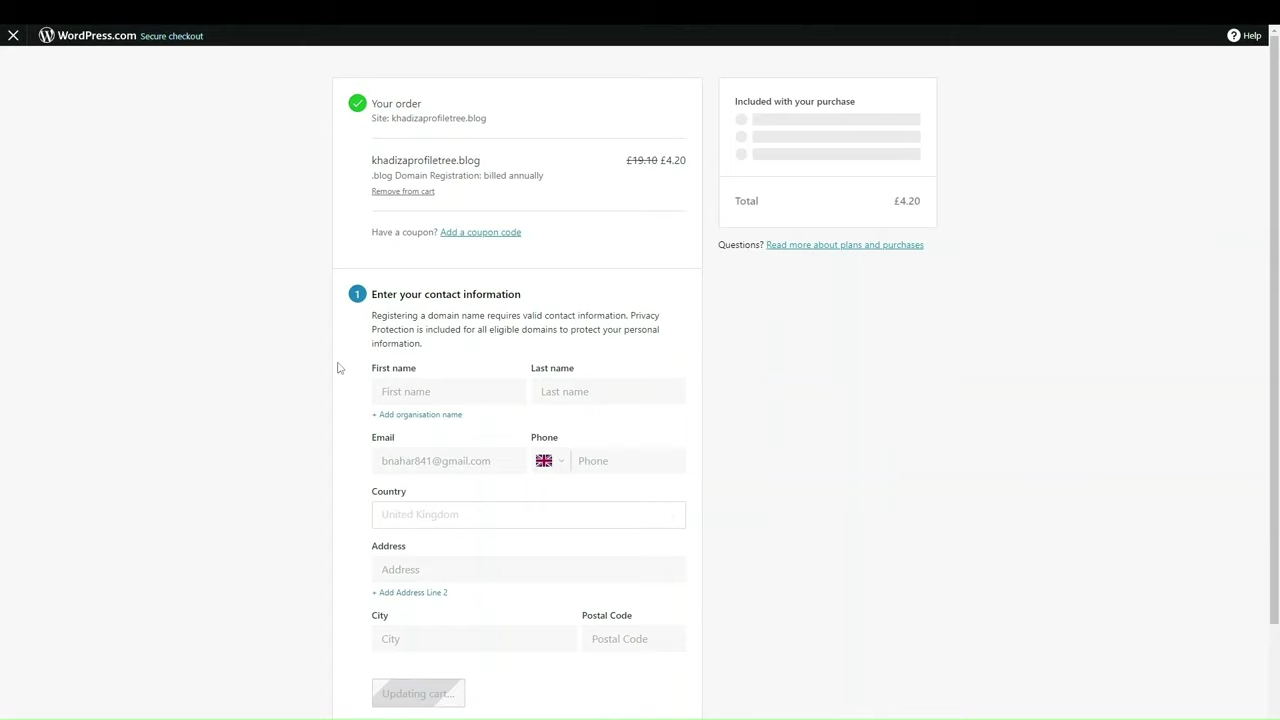 WordPress.com Secure checkout
Help
Your order
Site: khadizaprofiletree.blog
khadizaprofiletree.blog £19.10 £4.20
.blog Domain Registration: billed annually
Remove from cart
Have a coupon? Add a coupon code
1 Enter your contact information
Registering a domain name requires valid contact information. Privacy
Protection is included for all eligible domains to protect your personal
information.
First name Last name
First name Last name
+ Add organisation name
Email Phone
bnahar841@gmail.com Phone
Country
United Kingdom
Address
Address
+ Add Address Line 2
City Postal Code
City Postal Code
Updating cart...
Included with your purchase
Total £4.20
Questions? Read more about plans and purchases